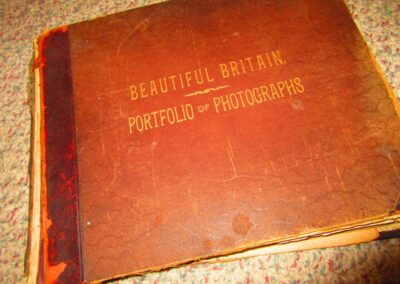 BEAUTIFUL BRITAIN.
PORTFOLIO OF PHOTOGRAPHS